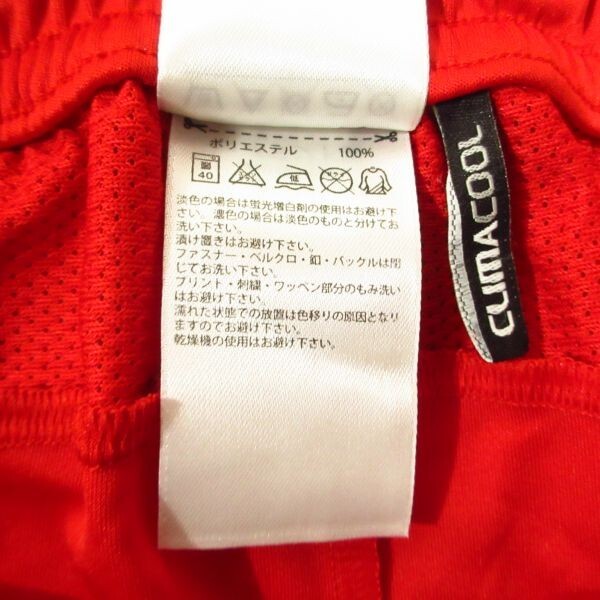 ポリエステル 100%
40
淡色の場合は蛍光増白剤の使用はお避け下
さい。濃色の場合は淡色のものと分けてお
洗い下さい。
漬け置きはお避け下さい。
ファスナー・ベルクロ・釦・バックルは閉
じてお洗い下さい。
プリント・刺繍・ワッペン部分のもみ洗い
はお避け下さい。
濡れた状態での放置は色移りの原因となり
ますのでお避け下さい。
乾燥機の使用はお避け下さい。
CLIMACOOL